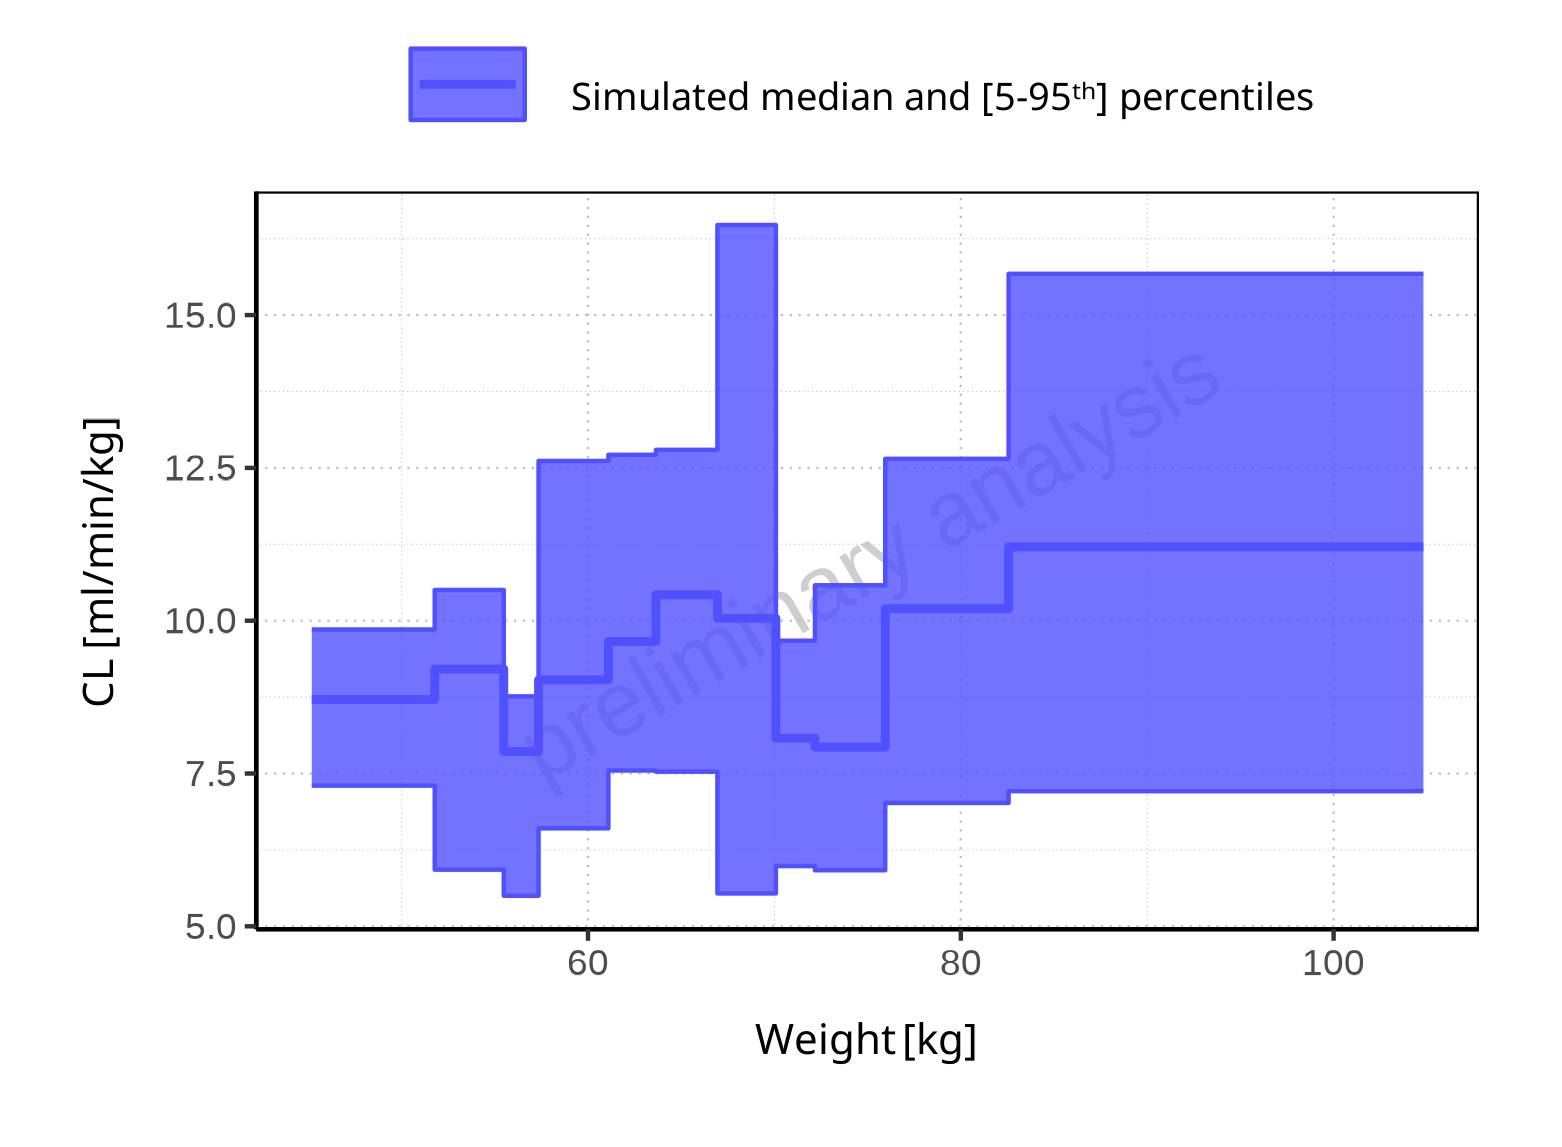 Simulated median and [5-95ᵗʰ] percentiles
CL [ml/min/kg]
15.0
12.5
10.0
7.5
5.0
preliminary analysis
60 80 100
Weight [kg]